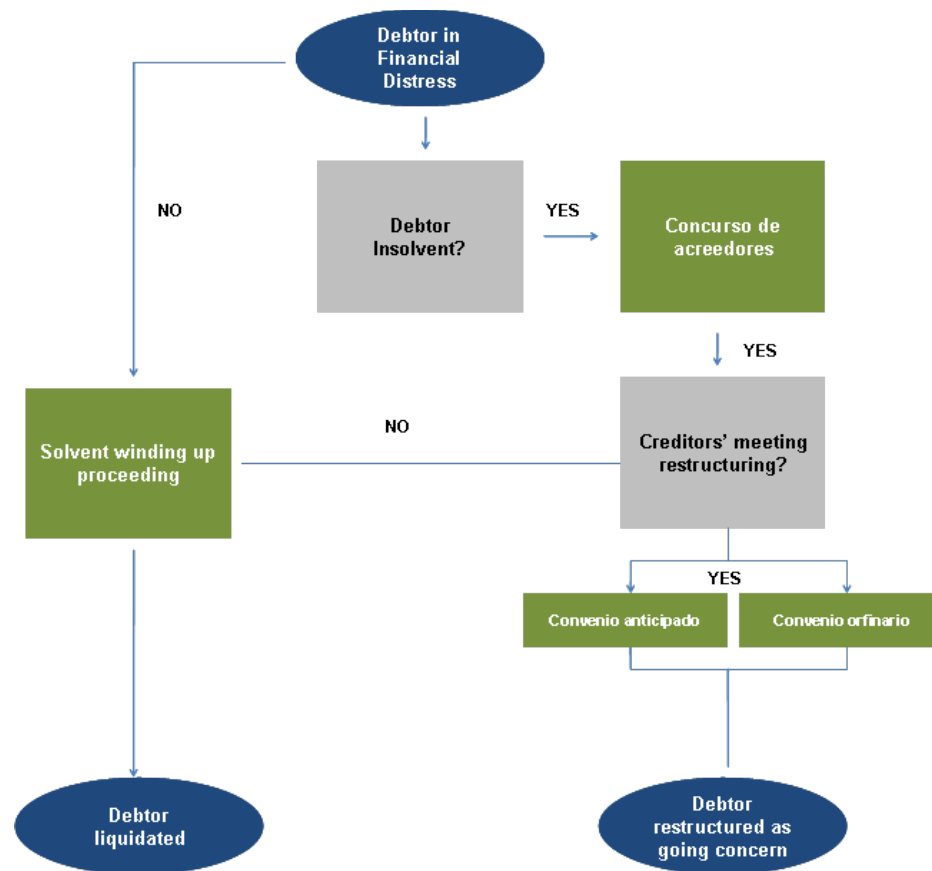 Debtor in
Financial
Distress
NO
Debtor
Insolvent?
YES
Concurso de
acreedores
YES
Solvent winding up
proceeding
NO
Creditors’ meeting
restructuring?
YES
Convenio anticipado
Convenio orfinario
Debtor
liquidated
Debtor
restructured as
going concern